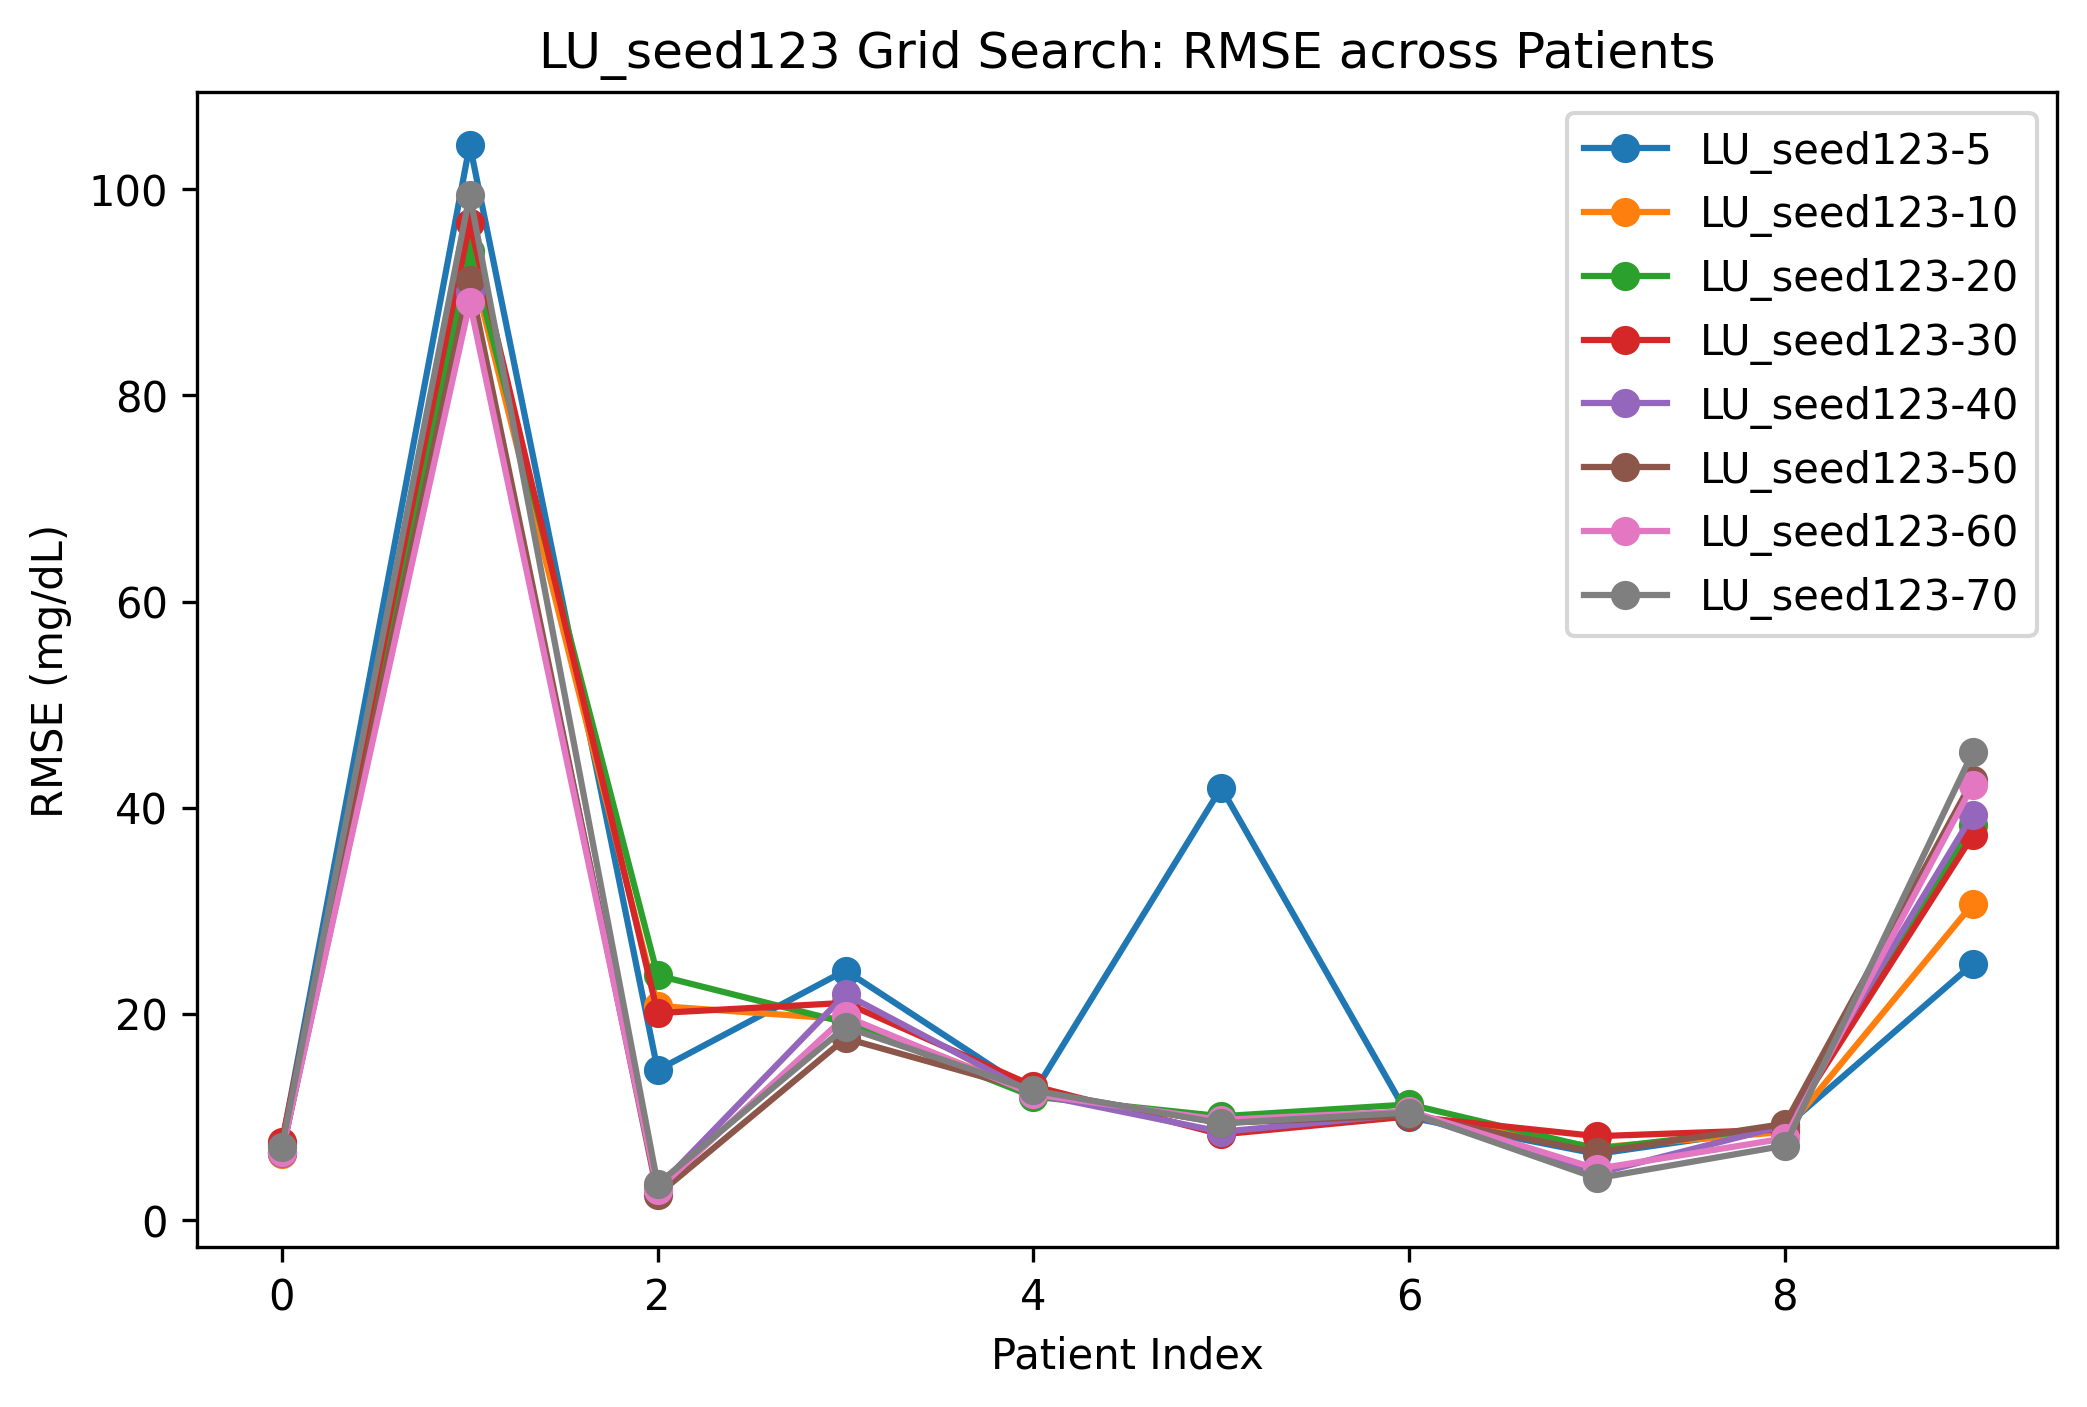 LU_seed123 Grid Search: RMSE across Patients
100
80
60
40
20
0
RMSE (mg/dL)
LU_seed123-5
LU_seed123-10
LU_seed123-20
LU_seed123-30
LU_seed123-40
LU_seed123-50
LU_seed123-60
LU_seed123-70
0 2 4 6 8
Patient Index